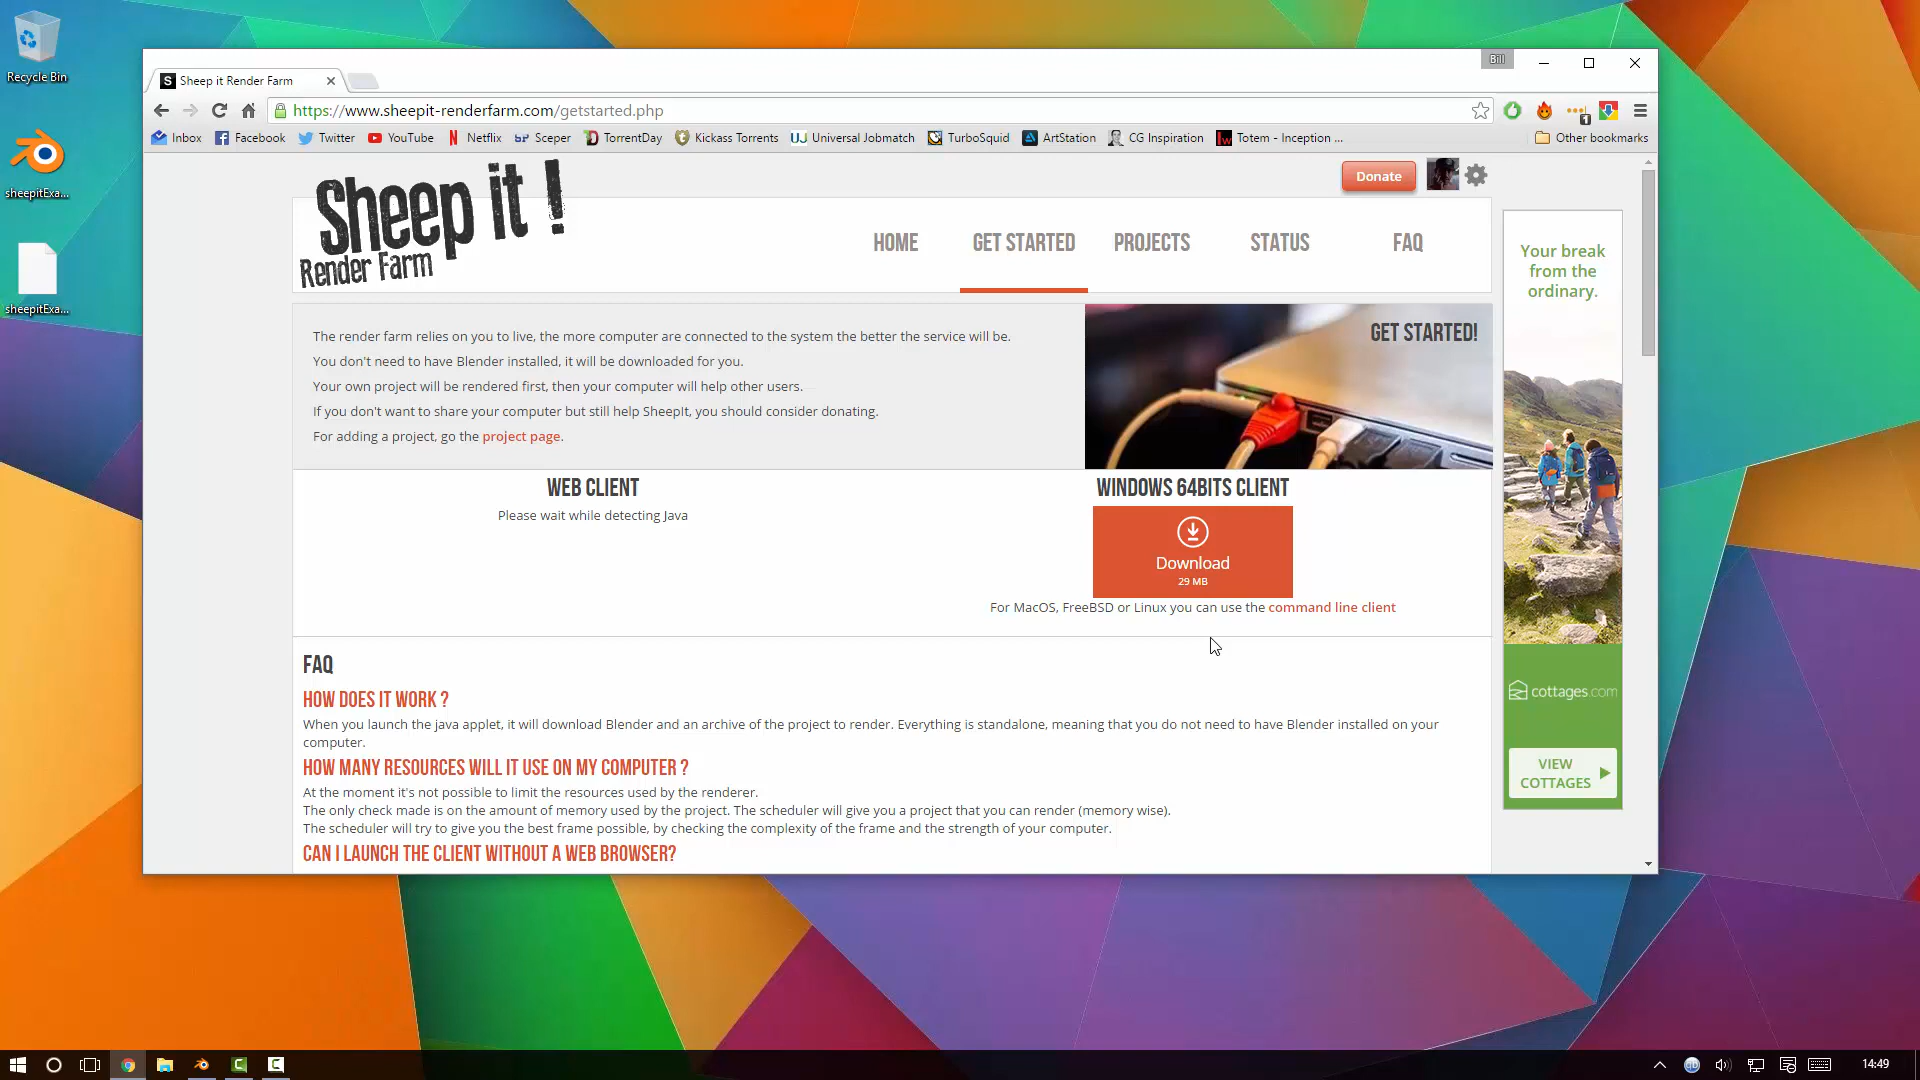 Recycle Bin
sheepitExa...
sheepitExa...
Bill
Sheep it Render Farm
https://www.sheepit-renderfarm.com/getstarted.php
Inbox Facebook Twitter YouTube Netflix Sceper TorrentDay Kickass Torrents Universal Jobmatch TurboSquid ArtStation CG Inspiration Totem - Inception ... Other bookmarks
Sheep it !
Render Farm
Donate
HOME GET STARTED PROJECTS STATUS FAQ
The render farm relies on you to live, the more computer are connected to the system the better the service will be.
You don't need to have Blender installed, it will be downloaded for you.
Your own project will be rendered first, then your computer will help other users.
If you don't want to share your computer but still help SheepIt, you should consider donating.
For adding a project, go the project page.
GET STARTED!
WEB CLIENT
Please wait while detecting Java
WINDOWS 64BITS CLIENT
Download
29 MB
For MacOS, FreeBSD or Linux you can use the command line client
FAQ
HOW DOES IT WORK ?
When you launch the java applet, it will download Blender and an archive of the project to render. Everything is standalone, meaning that you do not need to have Blender installed on your
computer.
HOW MANY RESOURCES WILL IT USE ON MY COMPUTER ?
At the moment it's not possible to limit the resources used by the renderer.
The only check made is on the amount of memory used by the project. The scheduler will give you a project that you can render (memory wise).
The scheduler will try to give you the best frame possible, by checking the complexity of the frame and the strength of your computer.
CAN I LAUNCH THE CLIENT WITHOUT A WEB BROWSER?
Your break
from the
ordinary.
cottages.com
VIEW
COTTAGES
14:49